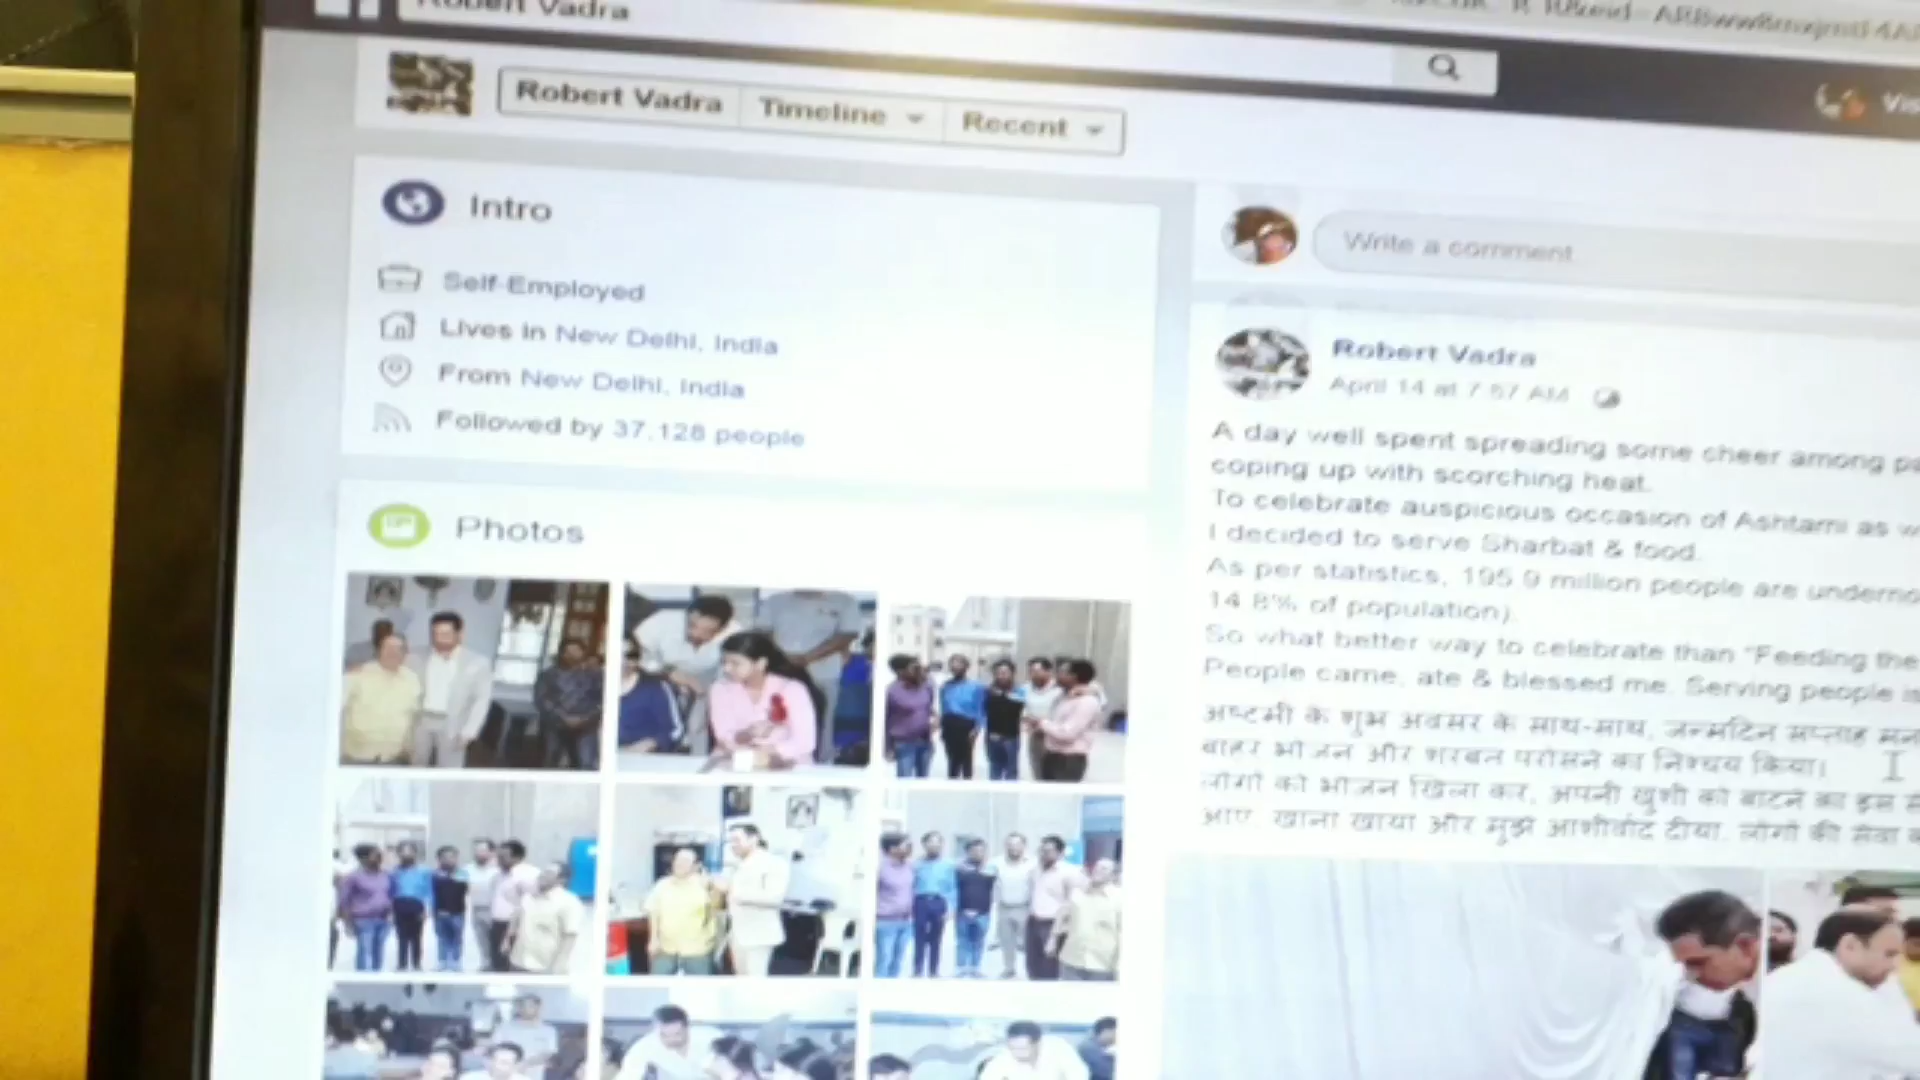 Robert Vadra
Robert Vadra Timeline Recent
Intro
Self-Employed
Lives in New Delhi, India
From New Delhi, India
Followed by 37,128 people
Photos
Write a comment
Robert Vadra
April 14 at 7:57 AM
A day well spent spreading some cheer among
coping up with scorching heat.
To celebrate auspicious occasion of Ashtami as
I decided to serve Sharbat & food.
As per statistics, 195.9 million people are
14.8% of population).
So what better way to celebrate than "Feeding the
People came, ate & blessed me. Serving people
अष्टमी के शुभ अवसर के साथ-साथ, जन्मदिन सप्ताह
बाहर भोजन और शरबत परोसने का निश्चय किया।
लोगों को भोजन खिला कर, अपनी खुशी को बाटने का इस
आए, खाना खाया और मुझे आशीर्वाद दीया. लोगों की सेवा